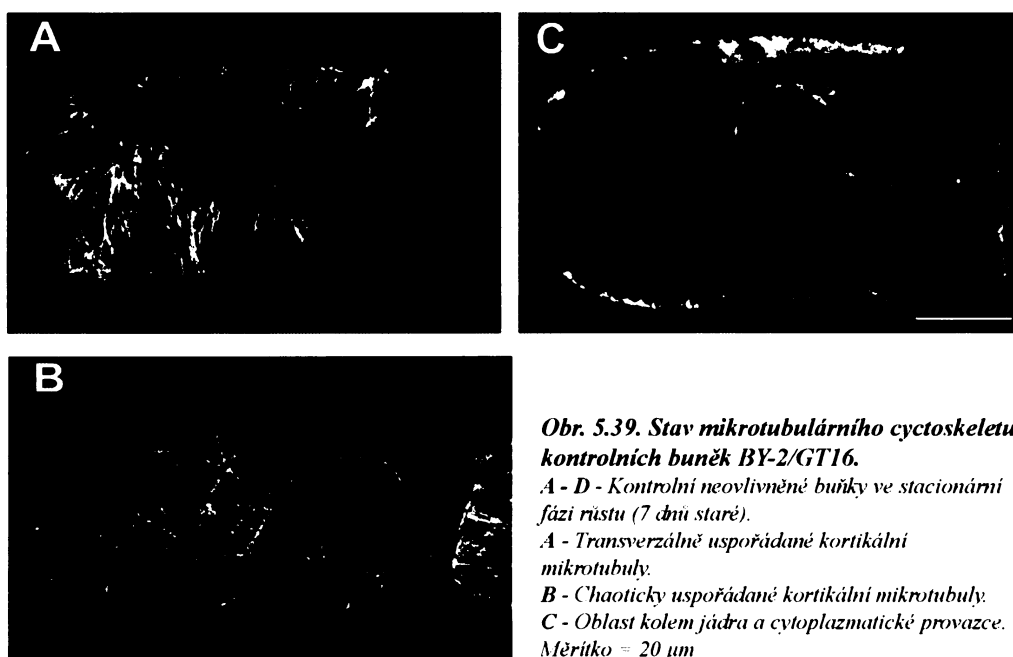 A
C
B
Obr. 5.39. Stav mikrotubulárního cyctoskeletu
kontrolních buněk BY-2/GT16.
A - D - Kontrolní neovlivněné buňky ve stacionární
fázi růstu (7 dnů staré).
A - Transverzálně uspořádané kortikální
mikrotubuly.
B - Chaoticky uspořádané kortikální mikrotubuly.
C - Oblast kolem jádra a cytoplazmatické provazce.
Měřítko = 20 μm